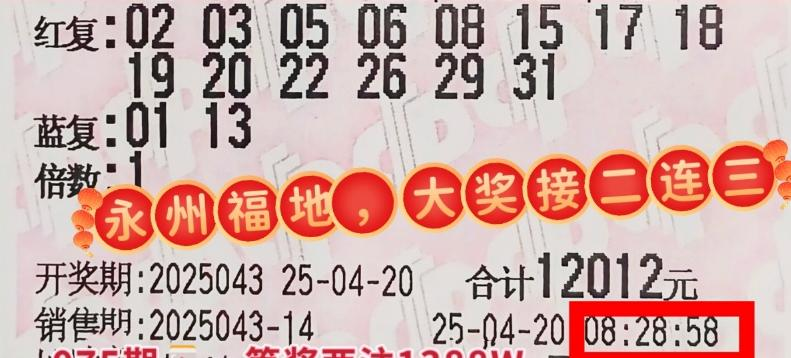 红复:02 03 05 06 08 15 17 18
19 20 22 26 29 31
蓝复:01 13
倍数:1
永州福地，大奖接二连三
开奖期:2025043 25-04-20 合计12012元
销售期:2025043-14 25-04-20 08:28:58